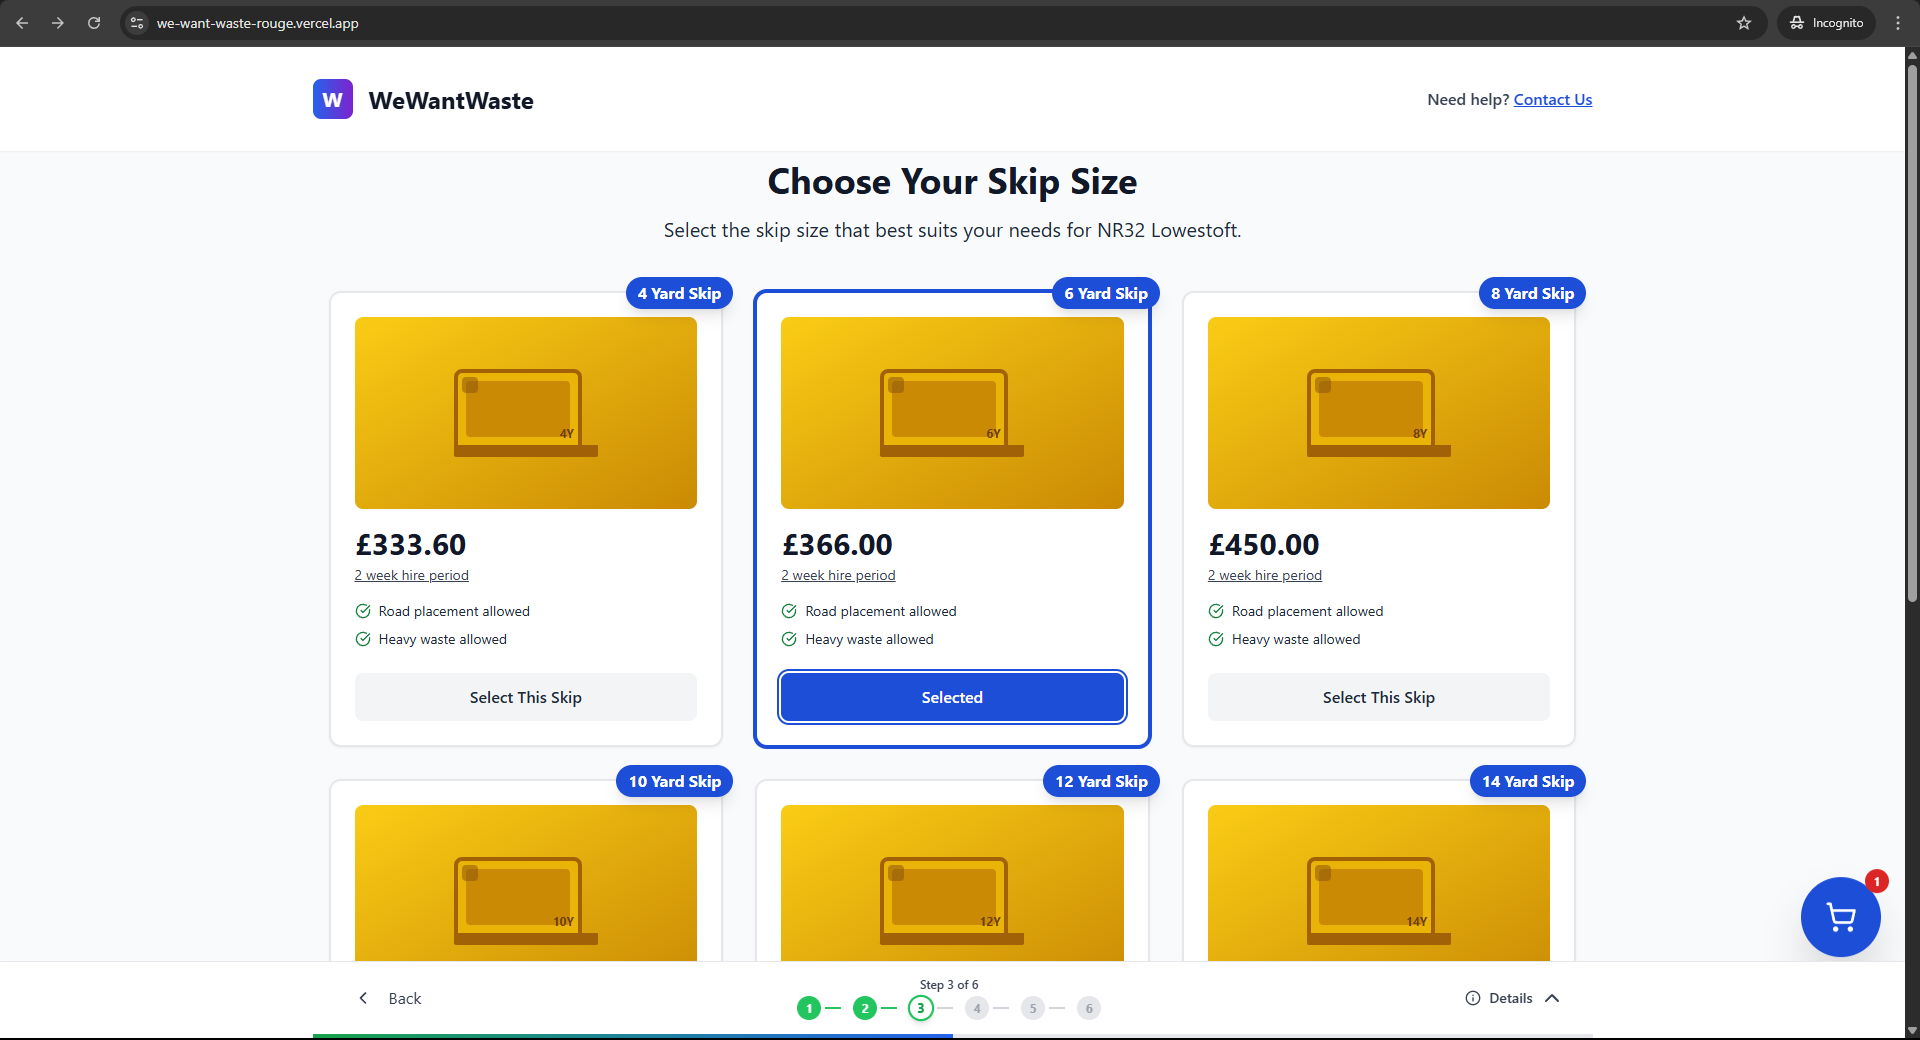 we-want-waste-rouge.vercel.app
Incognito
W
WeWantWaste
Need help? Contact Us
Choose Your Skip Size
Select the skip size that best suits your needs for NR32 Lowestoft.
4 Yard Skip
4Y
£333.60
2 week hire period
Road placement allowed
Heavy waste allowed
Select This Skip
6 Yard Skip
6Y
£366.00
2 week hire period
Road placement allowed
Heavy waste allowed
Selected
8 Yard Skip
8Y
£450.00
2 week hire period
Road placement allowed
Heavy waste allowed
Select This Skip
10 Yard Skip
10Y
12 Yard Skip
12Y
14 Yard Skip
14Y
1
Back
Step 3 of 6
1 2 3 4 5 6
Details